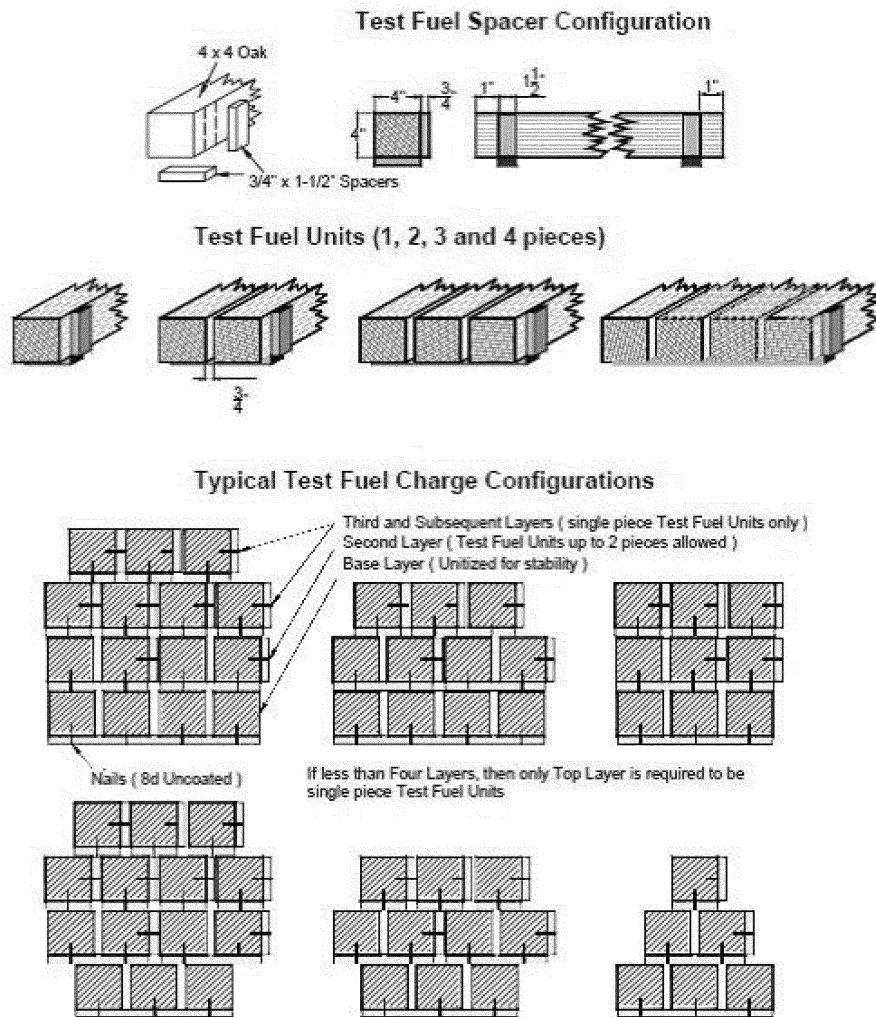 Test Fuel Spacer Configuration
4 x 4 Oak
4"
3/4"
1"
1 1/2"
1"
4"
3/4" x 1-1/2" Spacers
Test Fuel Units (1, 2, 3 and 4 pieces)
3/4"
Typical Test Fuel Charge Configurations
Third and Subsequent Layers ( single piece Test Fuel Units only )
Second Layer ( Test Fuel Units up to 2 pieces allowed )
Base Layer ( Unitized for stability )
Nails ( 8d Uncoated )
If less than Four Layers, then only Top Layer is required to be
single piece Test Fuel Units